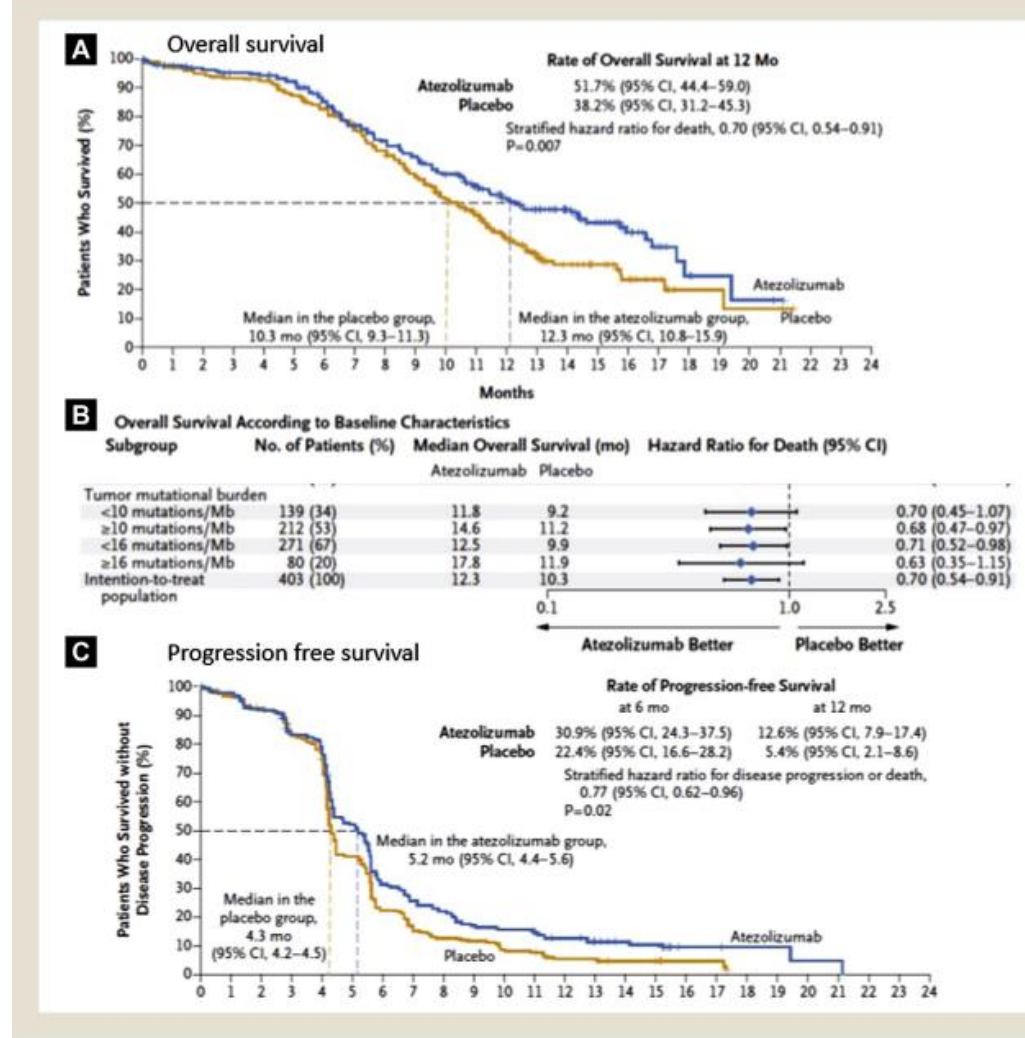 A Overall survival
Rate of Overall Survival at 12 Mo
Atezolizumab 51.7% (95% CI, 44.4–59.0)
Placebo 38.2% (95% CI, 31.2–45.3)
Stratified hazard ratio for death, 0.70 (95% CI, 0.54–0.91)
P=0.007
Patients Who Survived (%)
100
90
80
70
60
50
40
30
20
10
0
Atezolizumab
Placebo
Median in the placebo group,
10.3 mo (95% CI, 9.3–11.3)
Median in the atezolizumab group,
12.3 mo (95% CI, 10.8–15.9)
0 1 2 3 4 5 6 7 8 9 10 11 12 13 14 15 16 17 18 19 20 21 22 23 24
Months
B Overall Survival According to Baseline Characteristics
Subgroup No. of Patients (%) Median Overall Survival (mo) Hazard Ratio for Death (95% CI)
Atezolizumab Placebo
Tumor mutational burden
<10 mutations/Mb 139 (34) 11.8 9.2 0.70 (0.45–1.07)
≥10 mutations/Mb 212 (53) 14.6 11.2 0.68 (0.47–0.97)
<16 mutations/Mb 271 (67) 12.5 9.9 0.71 (0.52–0.98)
≥16 mutations/Mb 80 (20) 17.8 11.9 0.63 (0.35–1.15)
Intention-to-treat 403 (100) 12.3 10.3 0.70 (0.54–0.91)
population
0.1 1.0 2.5
Atezolizumab Better Placebo Better
C Progression free survival
Rate of Progression-free Survival
at 6 mo at 12 mo
Atezolizumab 30.9% (95% CI, 24.3–37.5) 12.6% (95% CI, 7.9–17.4)
Placebo 22.4% (95% CI, 16.6–28.2) 5.4% (95% CI, 2.1–8.6)
Stratified hazard ratio for disease progression or death,
0.77 (95% CI, 0.62–0.96)
P=0.02
Patients Who Survived without
Disease Progression (%)
100
90
80
70
60
50
40
30
20
10
0
Median in the atezolizumab group,
5.2 mo (95% CI, 4.4–5.6)
Median in the
placebo group,
4.3 mo
(95% CI, 4.2–4.5)
Placebo
Atezolizumab
0 1 2 3 4 5 6 7 8 9 10 11 12 13 14 15 16 17 18 19 20 21 22 23 24